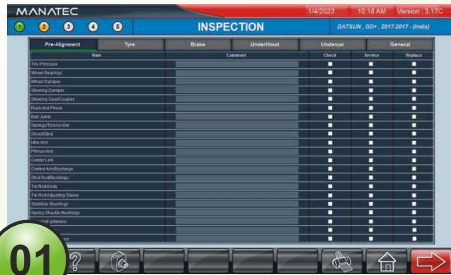 MANATEC
1/4/2023 10.18 AM Version : 3.17C
1 2 3 4 5 INSPECTION DATSUN , GO+ , 2017-2017 - (India)
Pre-Alignment Tyre Brake UnderHood Undercar General
Item Comment Check Service Replace
Tire Pressure
Wheel Bearings
Wheel Damper
Steering Damper
Steering Gear/Coupler
Rack And Pinion
Ball Joints
Springs/Torsion Bar
Shock/Strut
Idler Arm
Pitman Arm
Center Link
Control Arm Bushings
Strut Rod/Bushings
Tie Rod Ends
Tie Rod Adjusting Sleeve
Stabilizer Bushings
Spring Shackle Bushings
01
?